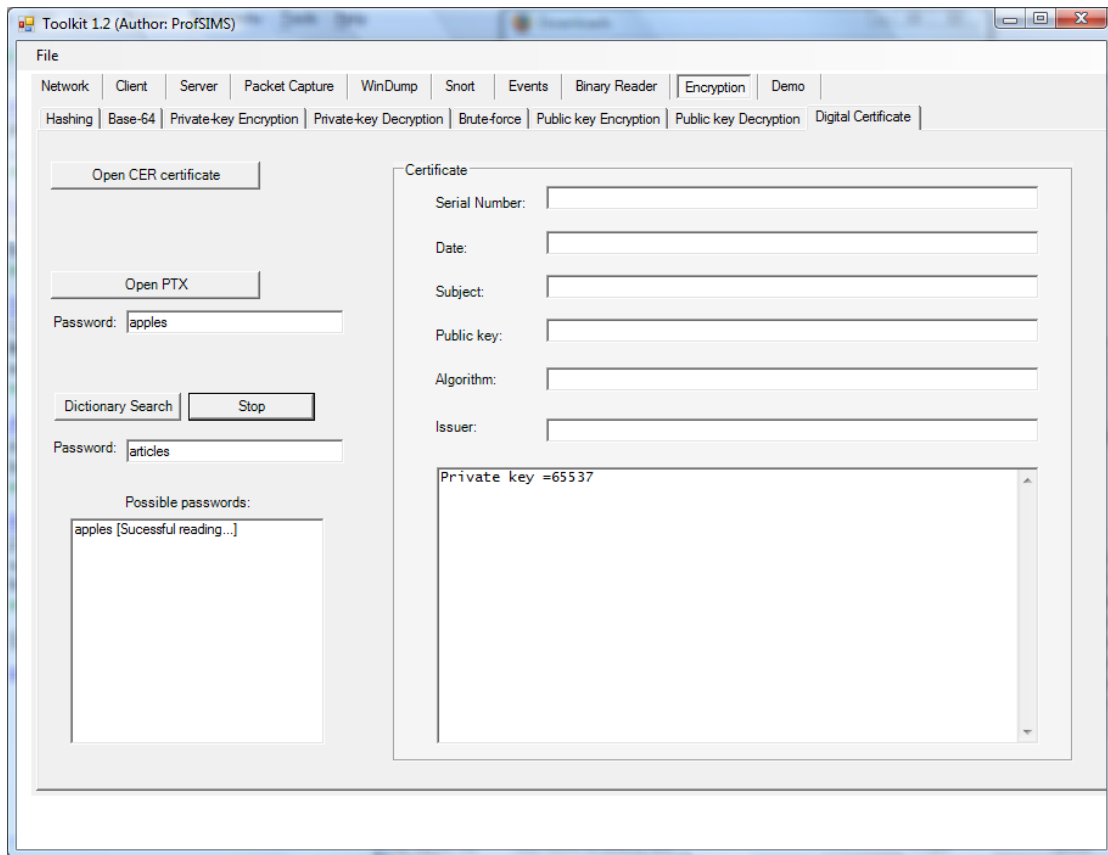 Toolkit 1.2 (Author: ProfSIMS)
File
Network Client Server Packet Capture WinDump Snort Events Binary Reader Encryption Demo
Hashing Base-64 Private-key Encryption Private-key Decryption Brute-force Public key Encryption Public key Decryption Digital Certificate
Open CER certificate
Open PTX
Password: apples
Dictionary Search Stop
Password: articles
Possible passwords:
apples [Sucessful reading...]
Certificate
Serial Number:
Date:
Subject:
Public key:
Algorithm:
Issuer:
Private key =65537